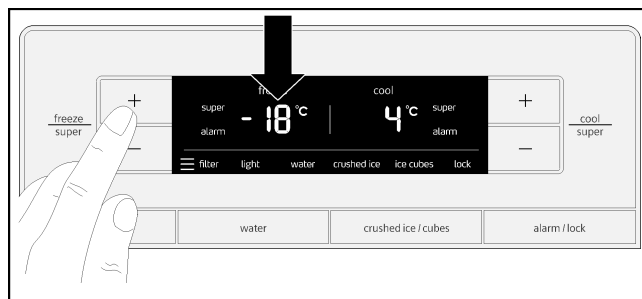 freeze
super
+
−
fre
cool
super
alarm
-18 °C
4 °C
super
alarm
filter light water crushed ice ice cubes lock
+
−
cool
super
water
crushed ice / cubes
alarm / lock